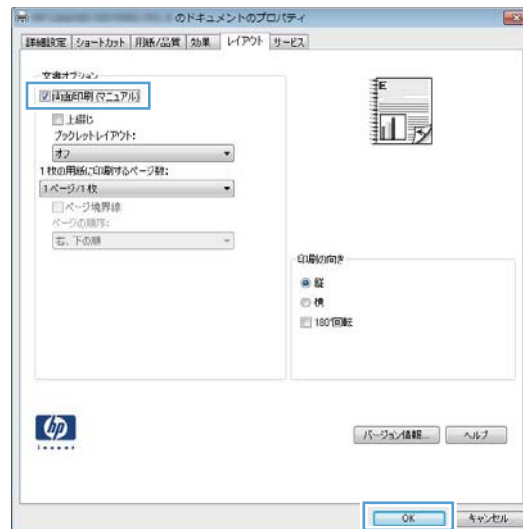 のドキュメントのプロパティ
詳細設定 ショートカット 用紙/品質 効果 レイアウト サービス
文書オプション
両面印刷(マニュアル)
上綴じ
ブックレットレイアウト:
オフ
1枚の用紙に印刷するページ数:
1ページ/1枚
ページ境界線
ページの順序:
右、下の順
E
印刷の向き
縦
横
180°回転
hp
invent
バージョン情報... ヘルプ
OK キャンセル